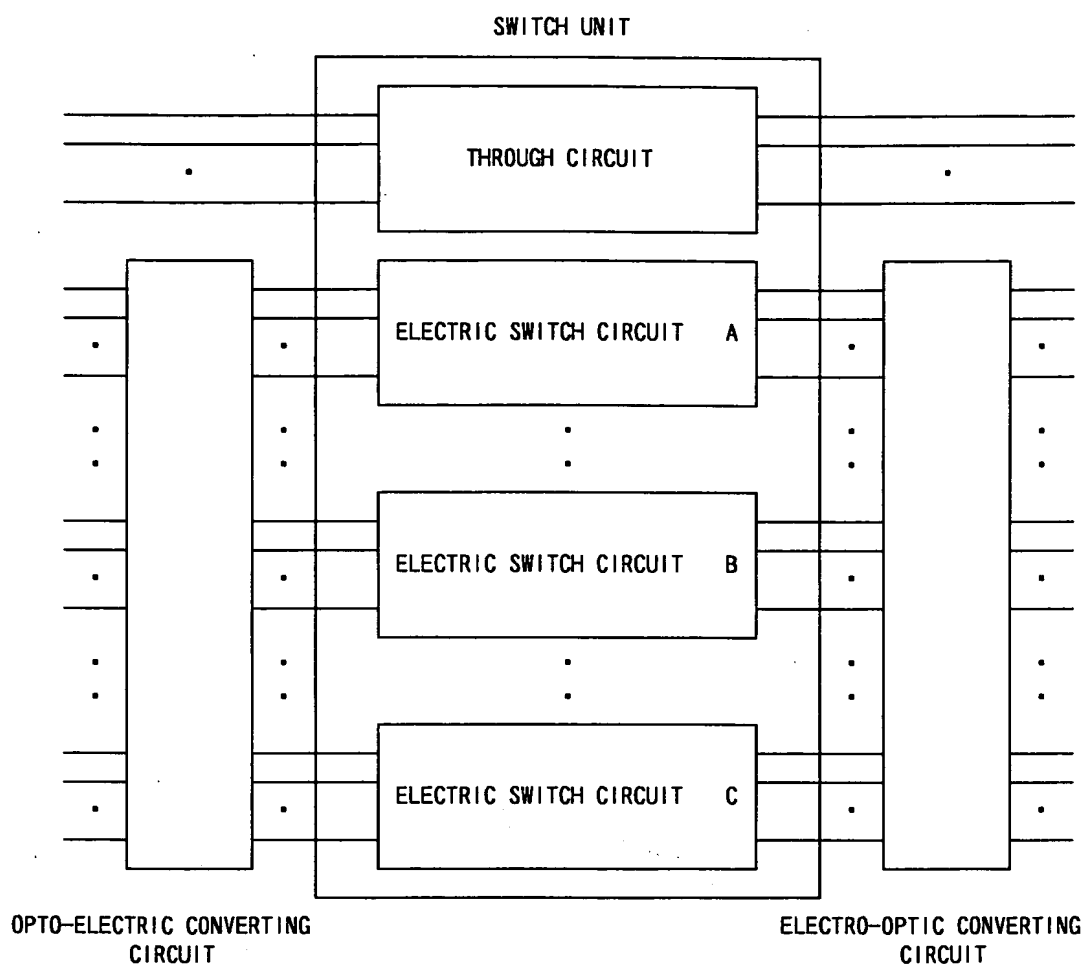 SWITCH UNIT
THROUGH CIRCUIT
ELECTRIC SWITCH CIRCUIT A
ELECTRIC SWITCH CIRCUIT B
ELECTRIC SWITCH CIRCUIT C
OPTO-ELECTRIC CONVERTING
CIRCUIT
ELECTRO-OPTIC CONVERTING
CIRCUIT